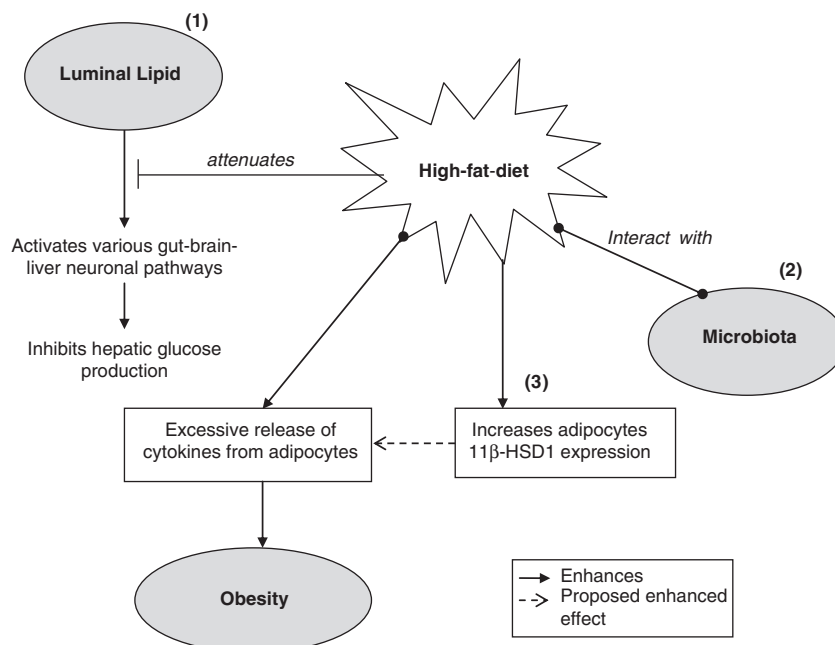 (1)
Luminal Lipid
attenuates
High-fat-diet
Activates various gut-brain-
liver neuronal pathways
Interact with
(2)
Microbiota
Inhibits hepatic glucose
production
(3)
Excessive release of
cytokines from adipocytes
Increases adipocytes
11β-HSD1 expression
Obesity
Enhances
Proposed enhanced
effect